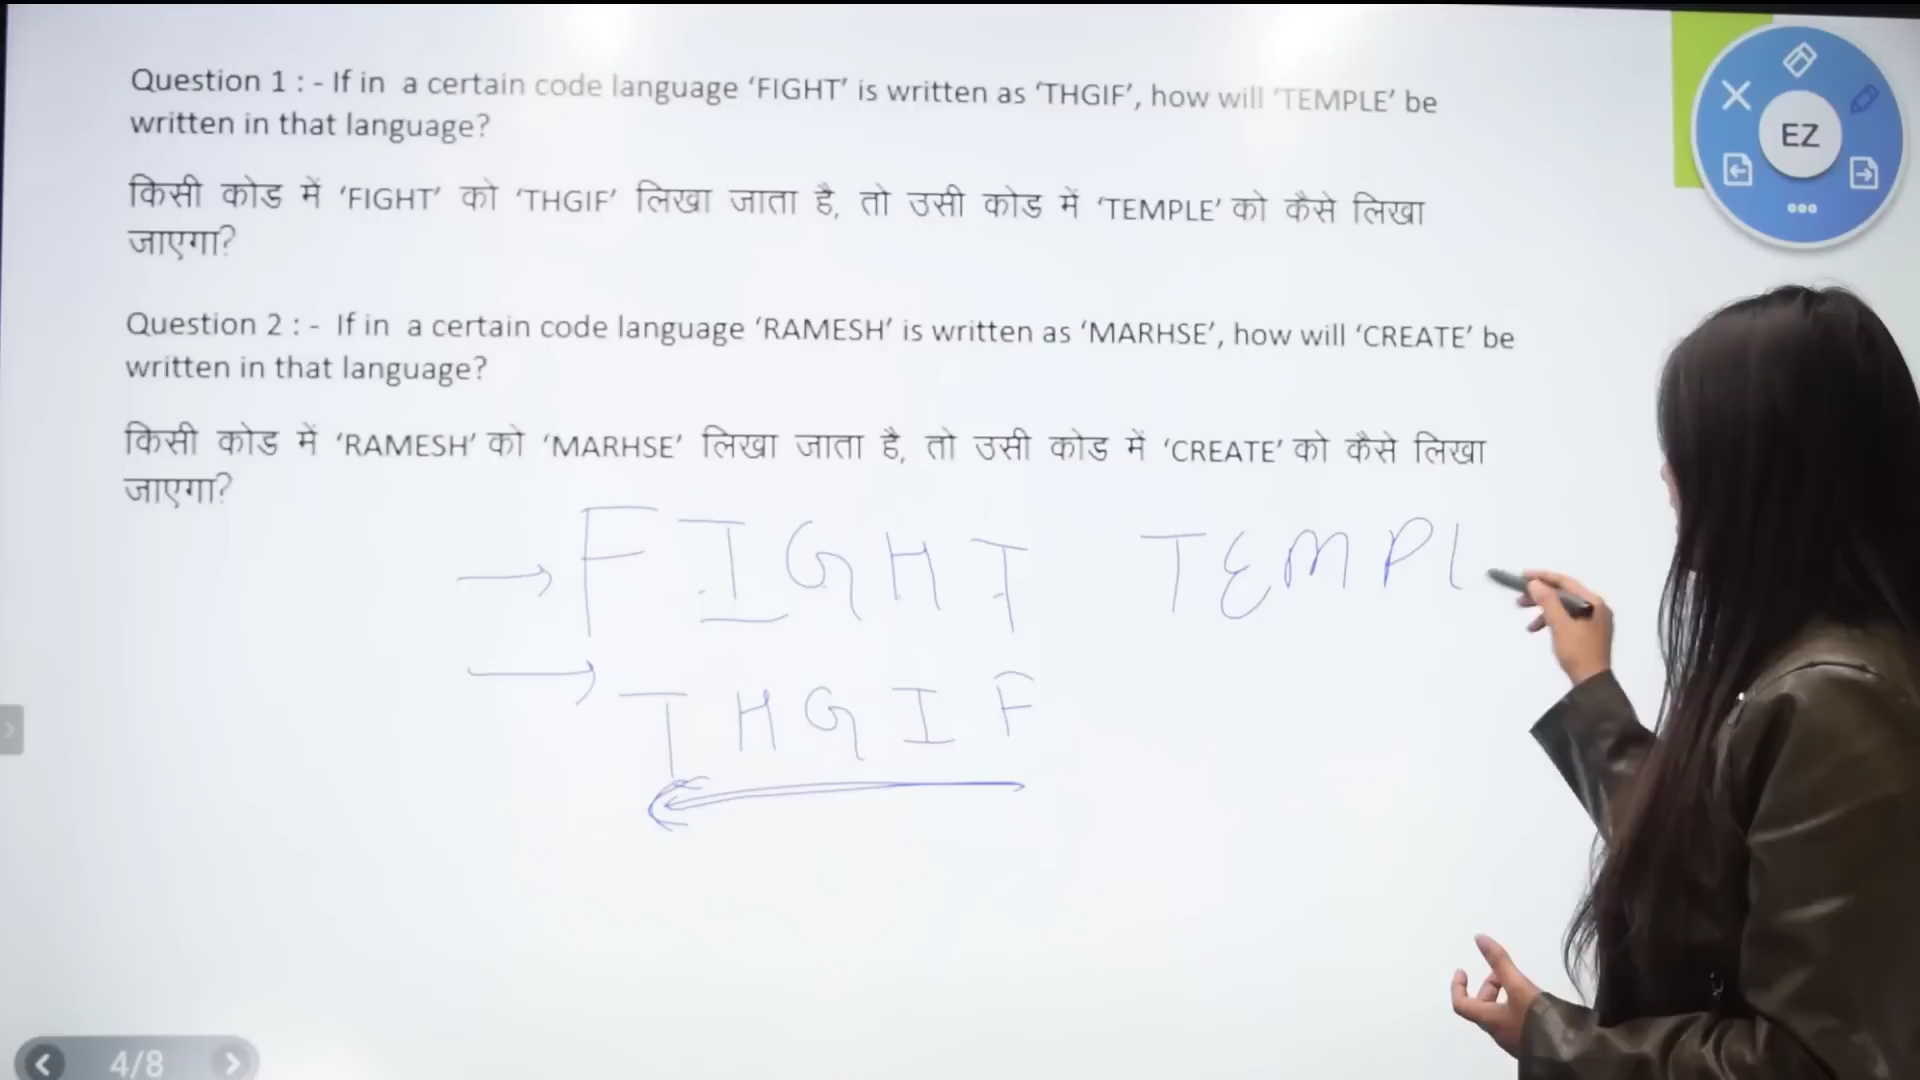 Question 1 : - If in a certain code language ‘FIGHT’ is written as ‘THGIF’, how will ‘TEMPLE’ be
written in that language?
किसी कोड में ‘FIGHT’ को ‘THGIF’ लिखा जाता है, तो उसी कोड में ‘TEMPLE’ को कैसे लिखा
जाएगा?
Question 2 : - If in a certain code language ‘RAMESH’ is written as ‘MARHSE’, how will ‘CREATE’ be
written in that language?
किसी कोड में ‘RAMESH’ को ‘MARHSE’ लिखा जाता है, तो उसी कोड में ‘CREATE’ को कैसे लिखा
जाएगा?
FIGHT TEMPL
THGIF
EZ
4/8